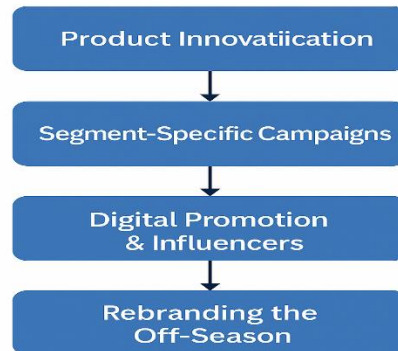 Product Innovatiication
Segment-Specific Campaigns
Digital Promotion
& Influencers
Rebranding the
Off-Season